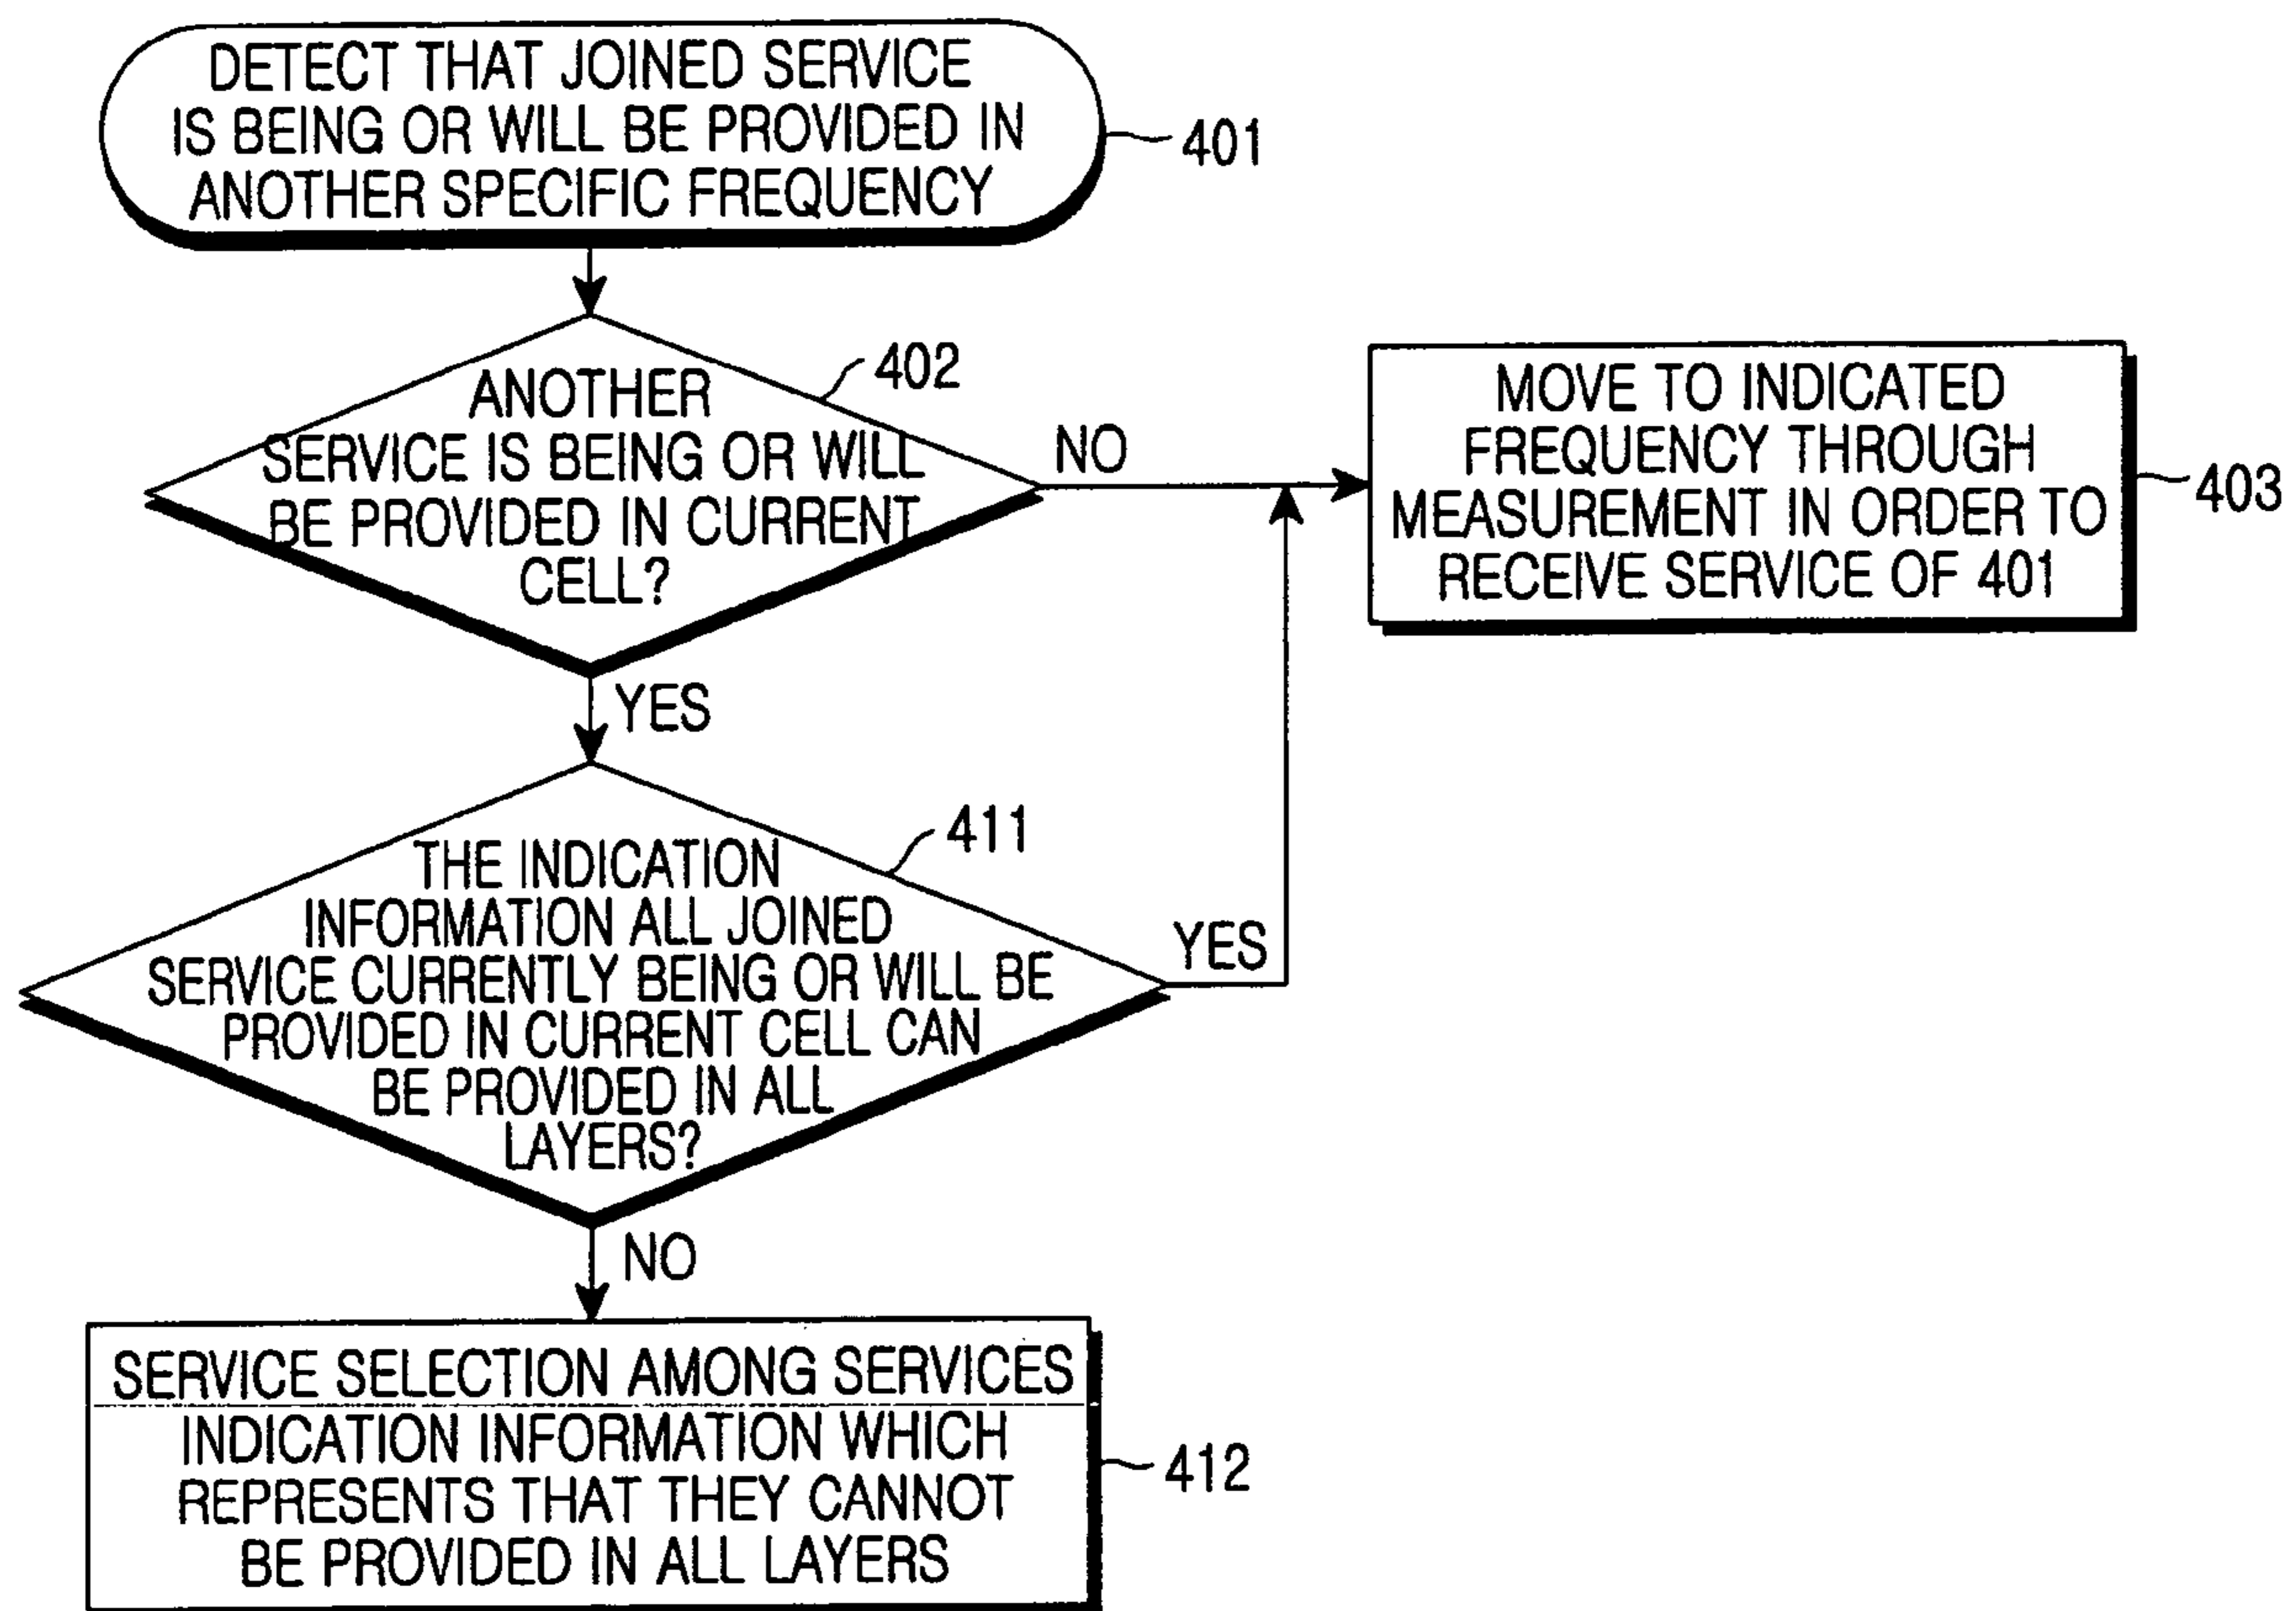 DETECT THAT JOINED SERVICE
IS BEING OR WILL BE PROVIDED IN
ANOTHER SPECIFIC FREQUENCY
401
ANOTHER
SERVICE IS BEING OR WILL
BE PROVIDED IN CURRENT
CELL?
402
NO
MOVE TO INDICATED
FREQUENCY THROUGH
MEASUREMENT IN ORDER TO
RECEIVE SERVICE OF 401
403
YES
THE INDICATION
INFORMATION ALL JOINED
SERVICE CURRENTLY BEING OR WILL BE
PROVIDED IN CURRENT CELL CAN
BE PROVIDED IN ALL
LAYERS?
411
YES
NO
SERVICE SELECTION AMONG SERVICES
INDICATION INFORMATION WHICH
REPRESENTS THAT THEY CANNOT
BE PROVIDED IN ALL LAYERS
412